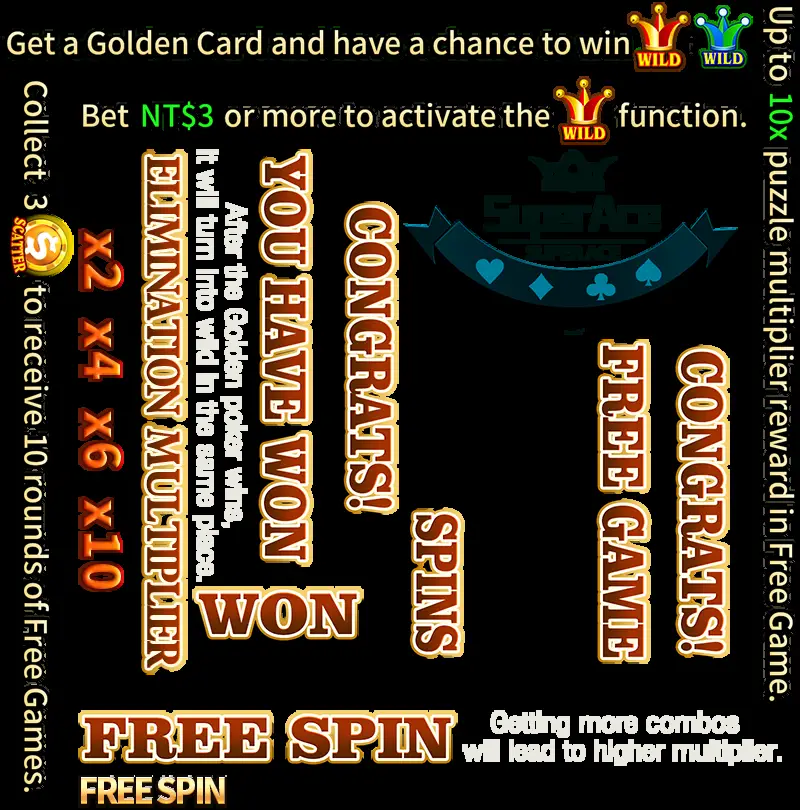 Get a Golden Card and have a chance to win WILD WILD
Bet NT$3 or more to activate the WILD function.
Up to 10x puzzle multiplier reward in Free Game.
Collect 3 SCATTER to receive 10 rounds of Free Games.
x2 x4 x6 x10
ELIMINATION MULTIPLIER
After the Golden poker wins,
it will turn into wild in the same place.
YOU HAVE WON
CONGRATS!
SuperAce
SPINS
FREE GAME
CONGRATS!
WON
FREE SPIN
Getting more combos
will lead to higher multiplier.
FREE SPIN